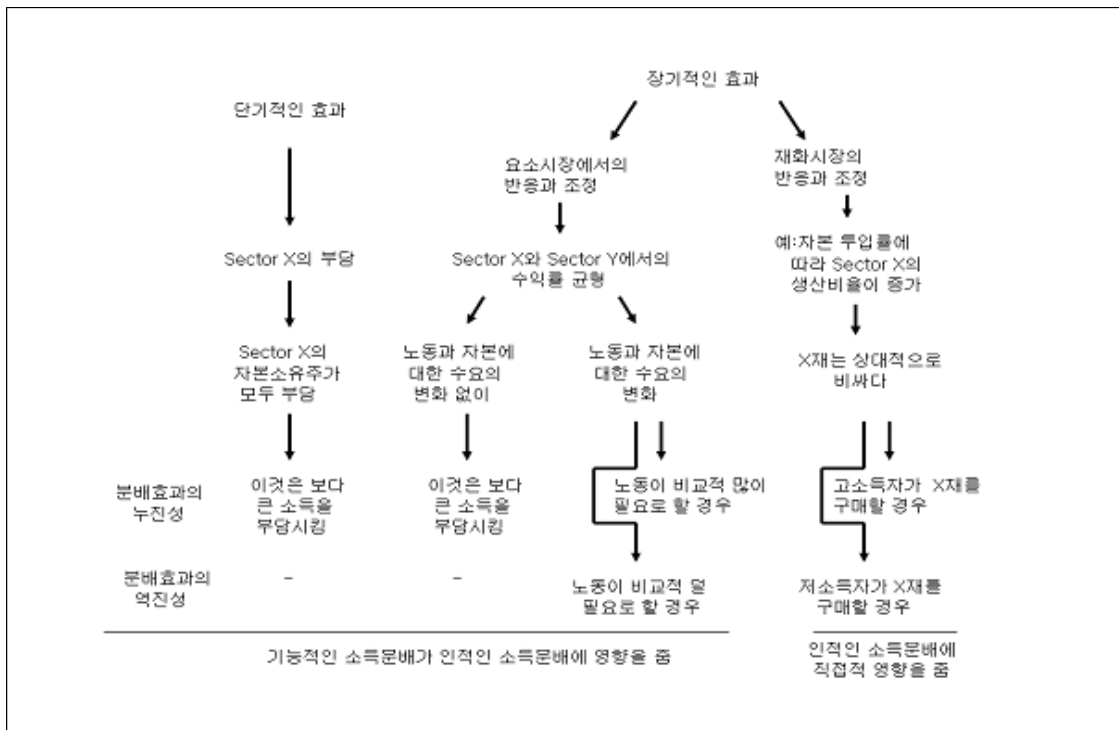 장기적인 효과
단기적인 효과
요소시장에서의
반응과 조정
재화시장의
반응과 조정
Sector X의 부담
Sector X와 Sector Y에서의
수익률 균형
예:자본 투입률에
따라 Sector X의
생산비율이 증가
Sector X의
자본소유주가
모두 부담
노동과 자본에
대한 수요의
변화 없이
노동과 자본에
대한 수요의
변화
X재는 상대적으로
비싸다
분배효과의
누진성
이것은 보다
큰 소득을
부담시킴
이것은 보다
큰 소득을
부담시킴
노동이 비교적 많이
필요로 할 경우
고소득자가 X재를
구매할 경우
분배효과의
역진성
-
-
노동이 비교적 덜
필요로 할 경우
저소득자가 X재를
구매할 경우
기능적인 소득분배가 인적인 소득분배에 영향을 줌
인적인 소득분배에
직접적 영향을 줌